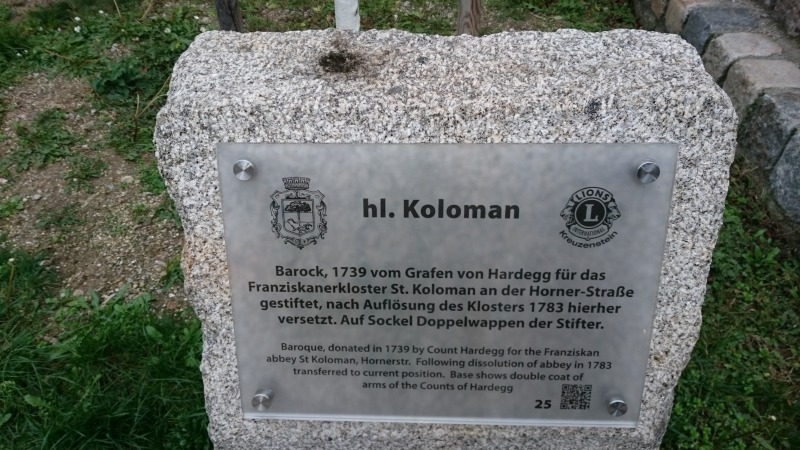 hl. Koloman
LIONS
L
INTERNATIONAL
Kreuzenstein
Barock, 1739 vom Grafen von Hardegg für das
Franziskanerkloster St. Koloman an der Horner-Straße
gestiftet, nach Auflösung des Klosters 1783 hierher
versetzt. Auf Sockel Doppelwappen der Stifter.
Baroque, donated in 1739 by Count Hardegg for the Franziskan
abbey St Koloman, Hornerstr. Following dissolution of abbey in 1783
transferred to current position. Base shows double coat of
arms of the Counts of Hardegg
25